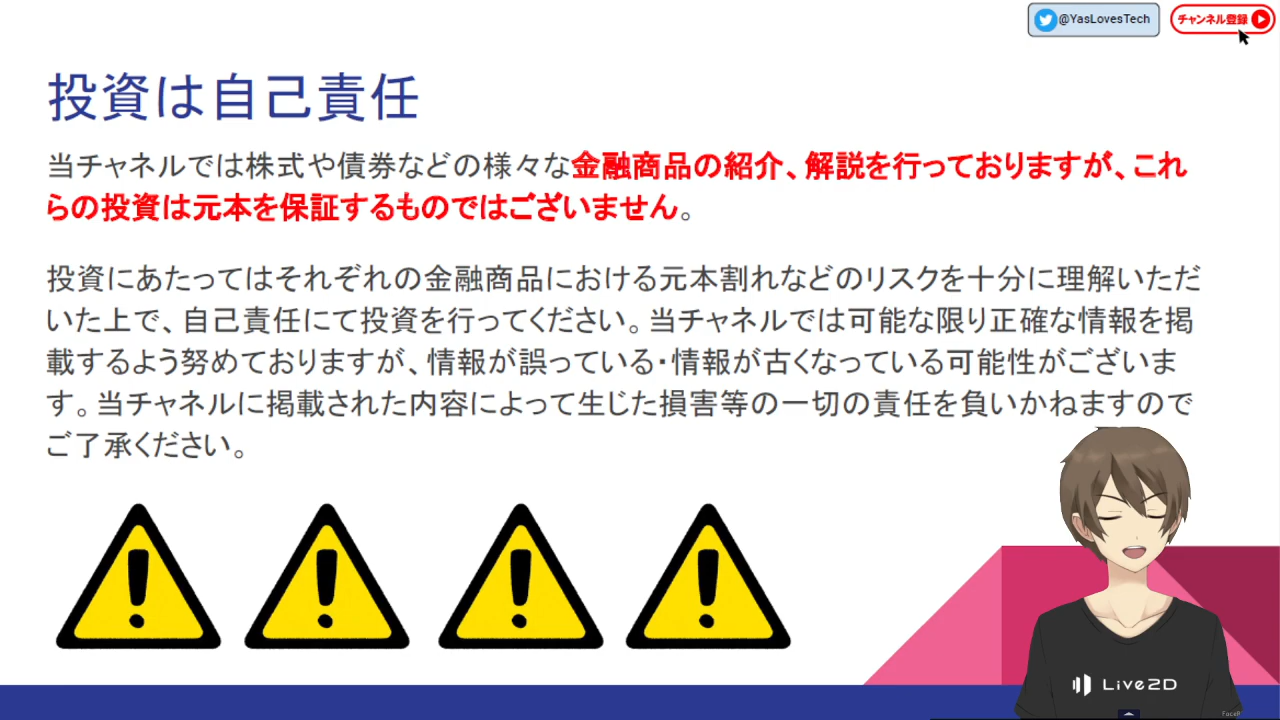 @YasLovesTech
チャンネル登録
投資は自己責任
当チャネルでは株式や債券などの様々な金融商品の紹介、解説を行っておりますが、これ
らの投資は元本を保証するものではございません。
投資にあたってはそれぞれの金融商品における元本割れなどのリスクを十分に理解いただ
いた上で、自己責任にて投資を行ってください。当チャネルでは可能な限り正確な情報を掲
載するよう努めておりますが、情報が誤っている・情報が古くなっている可能性がございま
す。当チャネルに掲載された内容によって生じた損害等の一切の責任を負いかねますので
ご了承ください。
Live2D